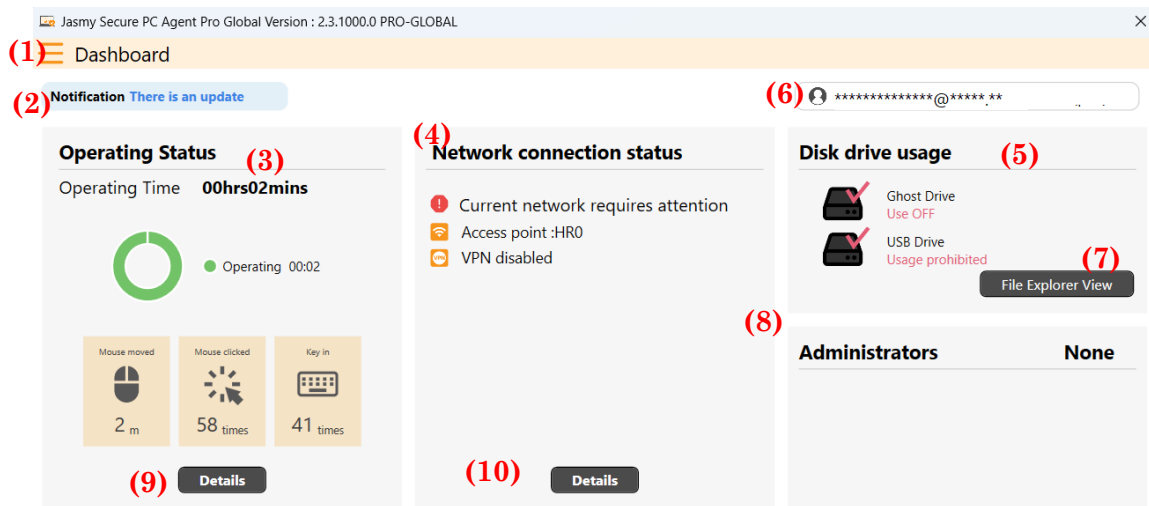 Jasmy Secure PC Agent Pro Global Version : 2.3.1000.0 PRO-GLOBAL
(1) Dashboard
(2) Notification There is an update
(6) **************@*****.**
Operating Status (3)
Operating Time 00hrs02mins
Operating 00:02
Mouse moved
2 m
Mouse clicked
58 times
Key in
41 times
(9) Details
(4)
Network connection status
Current network requires attention
Access point :HR0
VPN
VPN disabled
(10) Details
Disk drive usage (5)
Ghost Drive
Use OFF
USB Drive
Usage prohibited
(7)
File Explorer View
(8)
Administrators None